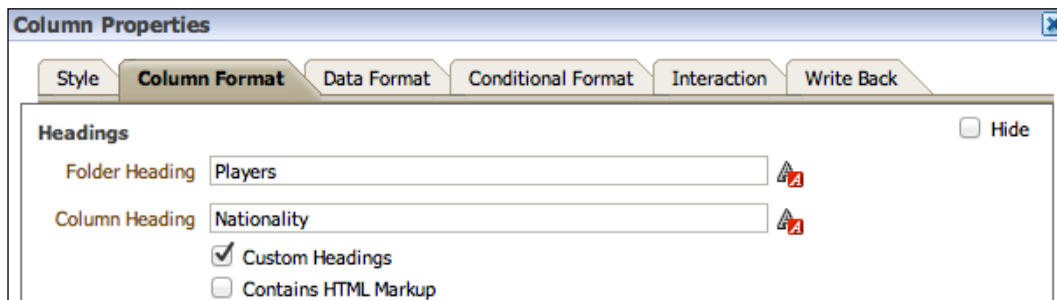 Column Properties
Style Column Format Data Format Conditional Format Interaction Write Back
Headings Hide
Folder Heading Players
Column Heading Nationality
Custom Headings
Contains HTML Markup